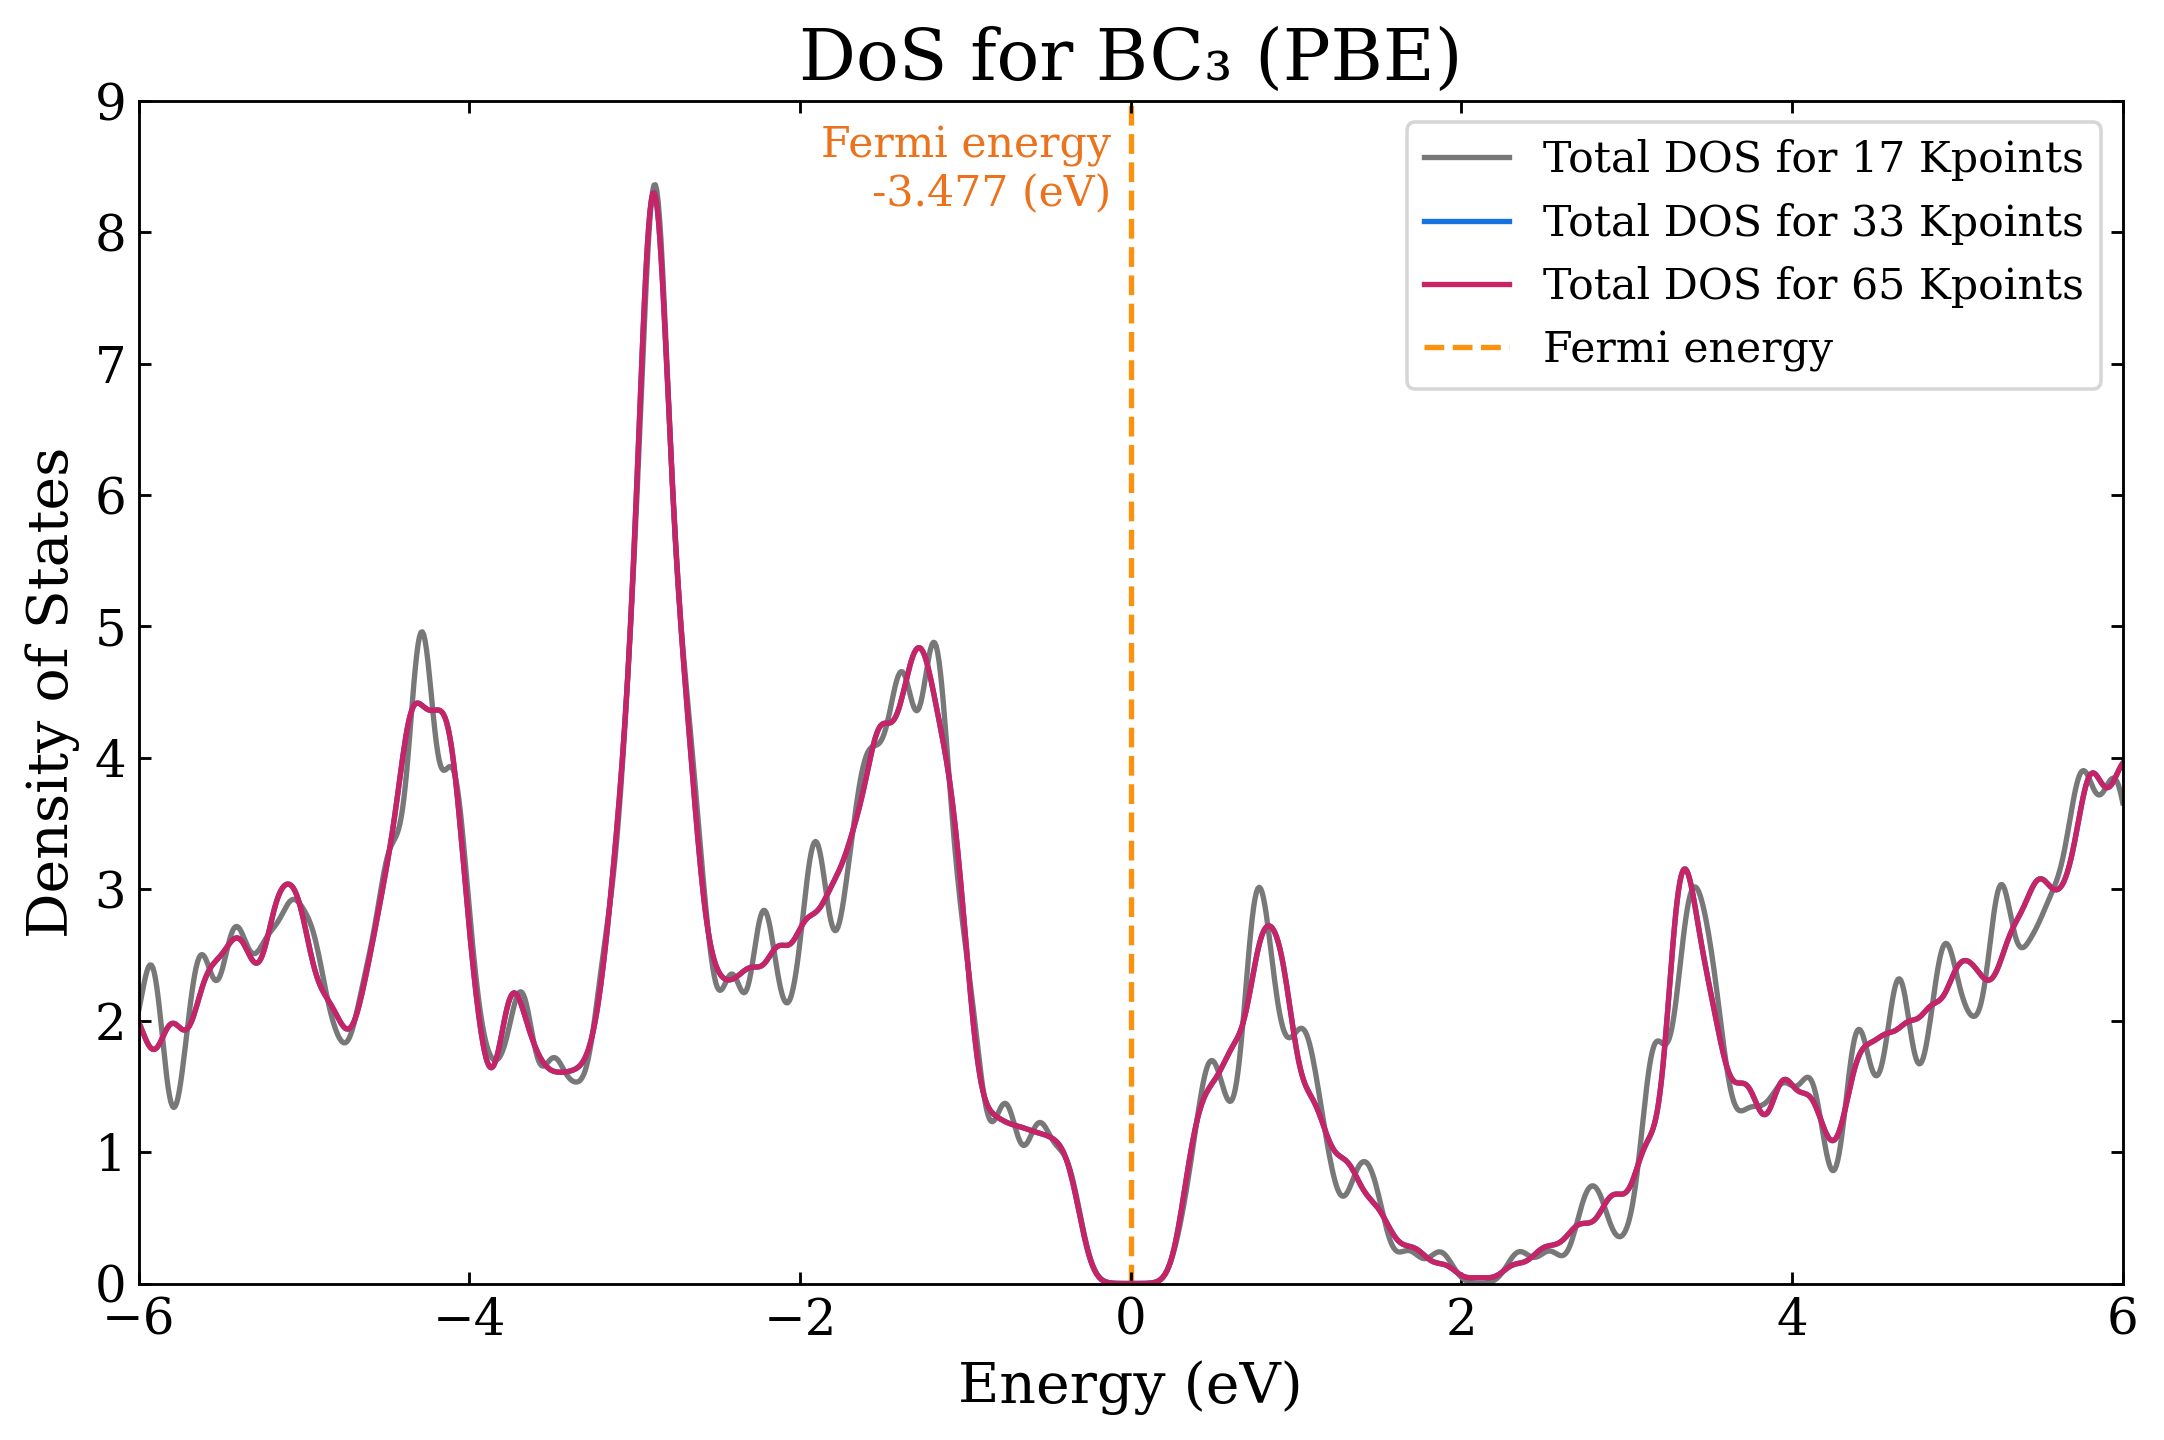 DoS for BC₃ (PBE)
Fermi energy
-3.477 (eV)
Total DOS for 17 Kpoints
Total DOS for 33 Kpoints
Total DOS for 65 Kpoints
Fermi energy
Density of States
9
8
7
6
5
4
3
2
1
0
−6
−4
−2
0
2
4
6
Energy (eV)